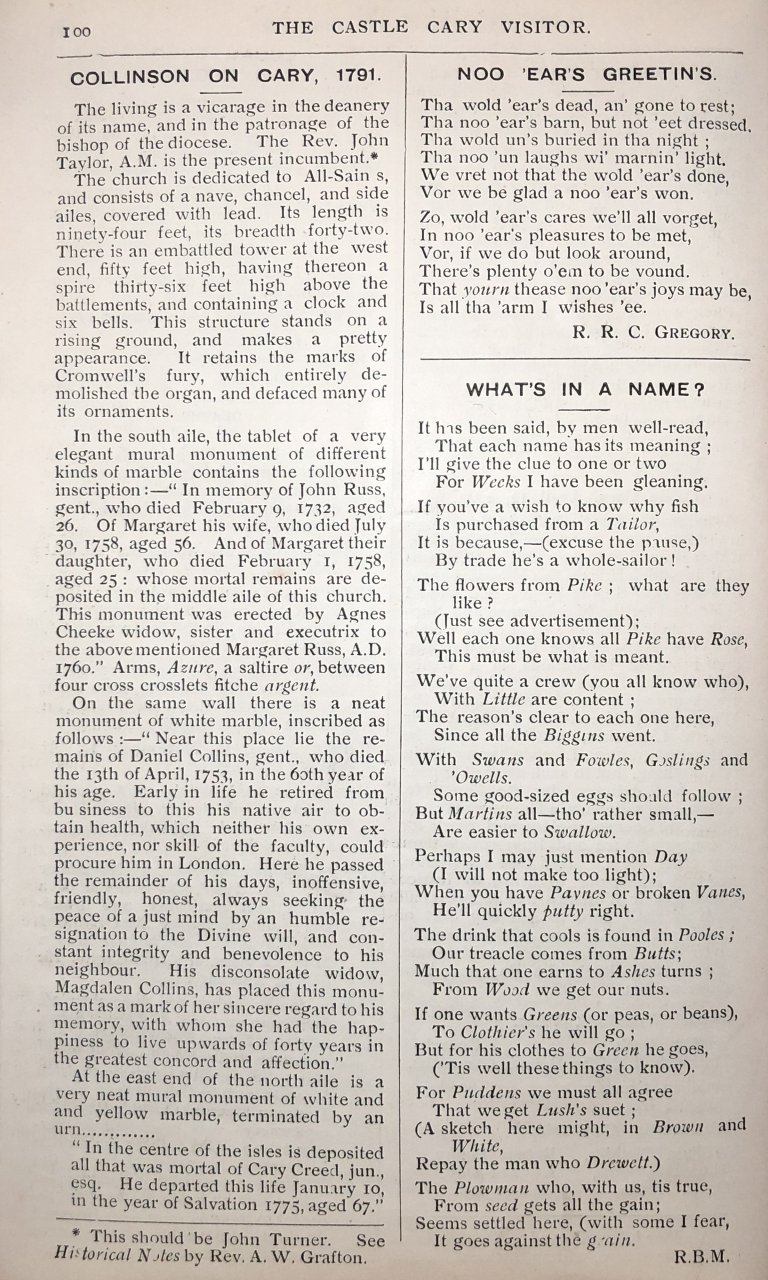 100
THE CASTLE CARY VISITOR.
COLLINSON ON CARY, 1791.
The living is a vicarage in the deanery
of its name, and in the patronage of the
bishop of the diocese. The Rev. John
Taylor, A.M. is the present incumbent.*
The church is dedicated to All-Sain s,
and consists of a nave, chancel, and side
ailes, covered with lead. Its length is
ninety-four feet, its breadth forty-two.
There is an embattled tower at the west
end, fifty feet high, having thereon a
spire thirty-six feet high above the
battlements, and containing a clock and
six bells. This structure stands on a
rising ground, and makes a pretty
appearance. It retains the marks of
Cromwell's fury, which entirely de-
molished the organ, and defaced many of
its ornaments.
In the south aile, the tablet of a very
elegant mural monument of different
kinds of marble contains the following
inscription:—" In memory of John Russ,
gent., who died February 9, 1732, aged
26. Of Margaret his wife, who died July
30, 1758, aged 56. And of Margaret their
daughter, who died February 1, 1758,
aged 25 : whose mortal remains are de-
posited in the middle aile of this church.
This monument was erected by Agnes
Cheeke widow, sister and executrix to
the above mentioned Margaret Russ, A.D.
1760." Arms, Azure, a saltire or, between
four cross crosslets fitche argent.
On the same wall there is a neat
monument of white marble, inscribed as
follows :—" Near this place lie the re-
mains of Daniel Collins, gent., who died
the 13th of April, 1753, in the 60th year of
his age. Early in life he retired from
bu siness to this his native air to ob-
tain health, which neither his own ex-
perience, nor skill of the faculty, could
procure him in London. Here he passed
the remainder of his days, inoffensive,
friendly, honest, always seeking the
peace of a just mind by an humble re-
signation to the Divine will, and con-
stant integrity and benevolence to his
neighbour. His disconsolate widow,
Magdalen Collins, has placed this monu-
ment as a mark of her sincere regard to his
memory, with whom she had the hap-
piness to live upwards of forty years in
the greatest concord and affection."
At the east end of the north aile is a
very neat mural monument of white and
and yellow marble, terminated by an
urn.............
" In the centre of the isles is deposited
all that was mortal of Cary Creed, jun.,
esq. He departed this life January 10,
in the year of Salvation 1775, aged 67."
* This should be John Turner. See
Historical Notes by Rev. A. W. Grafton.
NOO 'EAR'S GREETIN'S.
Tha wold 'ear's dead, an' gone to rest;
Tha noo 'ear's barn, but not 'eet dressed.
Tha wold un's buried in tha night ;
Tha noo 'un laughs wi' marnin' light.
We vret not that the wold 'ear's done,
Vor we be glad a noo 'ear's won.
Zo, wold 'ear's cares we'll all vorget,
In noo 'ear's pleasures to be met,
Vor, if we do but look around,
There's plenty o'em to be vound.
That yourn thease noo 'ear's joys may be,
Is all tha 'arm I wishes 'ee.
R. R. C. GREGORY.
WHAT'S IN A NAME?
It has been said, by men well-read,
That each name has its meaning ;
I'll give the clue to one or two
For Weeks I have been gleaning.
If you've a wish to know why fish
Is purchased from a Tailor,
It is because,—(excuse the pause,)
By trade he's a whole-sailor !
The flowers from Pike ; what are they
like ?
(Just see advertisement);
Well each one knows all Pike have Rose,
This must be what is meant.
We've quite a crew (you all know who),
With Little are content ;
The reason's clear to each one here,
Since all the Biggins went.
With Swans and Fowles, Goslings and
'Owells.
Some good-sized eggs should follow ;
But Martins all—tho' rather small,—
Are easier to Swallow.
Perhaps I may just mention Day
(I will not make too light);
When you have Paynes or broken Vanes,
He'll quickly putty right.
The drink that cools is found in Pooles ;
Our treacle comes from Butts;
Much that one earns to Ashes turns ;
From Wood we get our nuts.
If one wants Greens (or peas, or beans),
To Clothier's he will go ;
But for his clothes to Green he goes,
('Tis well these things to know).
For Puddens we must all agree
That we get Lush's suet ;
(A sketch here might, in Brown and
White,
Repay the man who Drewett.)
The Plowman who, with us, tis true,
From seed gets all the gain;
Seems settled here, (with some I fear,
It goes against the grain.
R.B.M.